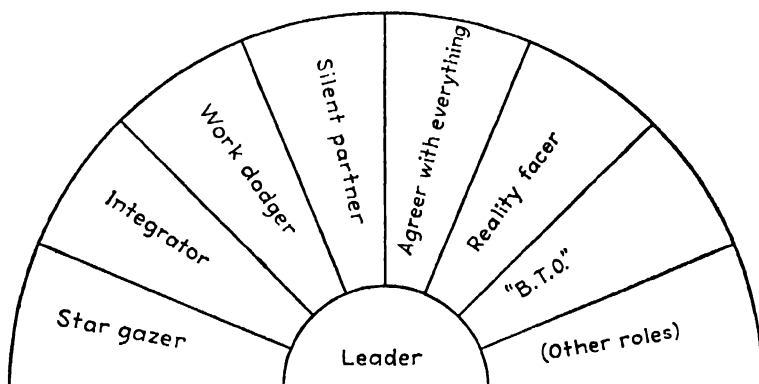 Star gazer
Integrator
Work dodger
Silent partner
Agreer with everything
Reality facer
"B.T.O."
(Other roles)
Leader